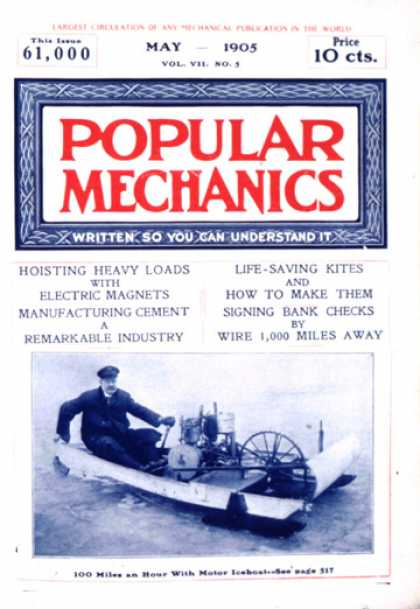 LARGEST CIRCULATION OF ANY MECHANICAL PUBLICATION IN THE WORLD
This Issue
61,000
MAY — 1905
VOL. VII. NO. 5
Price
10 cts.
POPULAR
MECHANICS
WRITTEN SO YOU CAN UNDERSTAND IT
HOISTING HEAVY LOADS
WITH
ELECTRIC MAGNETS
MANUFACTURING CEMENT
A
REMARKABLE INDUSTRY
LIFE-SAVING KITES
AND
HOW TO MAKE THEM
SIGNING BANK CHECKS
BY
WIRE 1,000 MILES AWAY
100 Miles an Hour With Motor Iceboat--See page 517